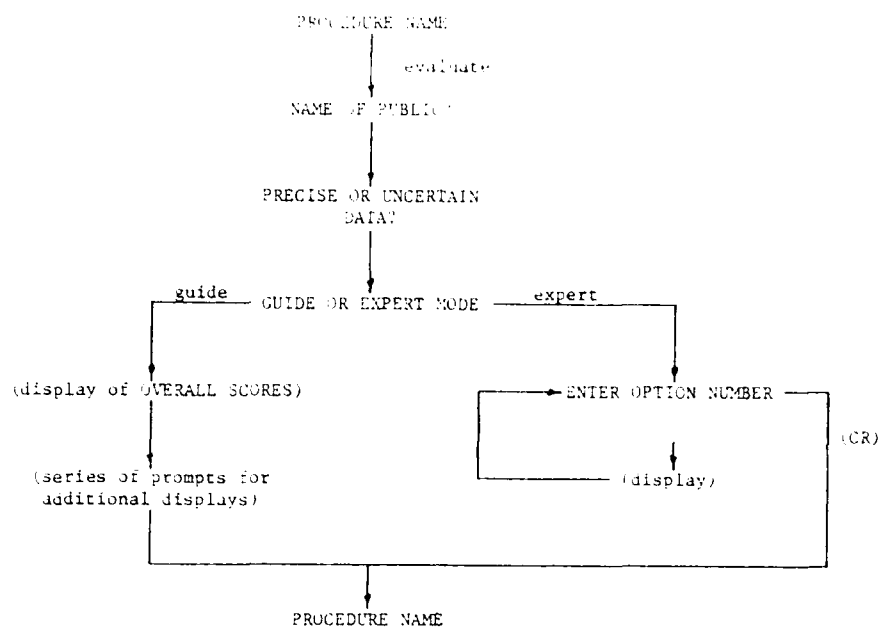 PROCEDURE NAME
evaluate
NAME OF PUBLIC?
PRECISE OR UNCERTAIN
DATA?
guide
GUIDE OR EXPERT MODE
expert
(display of OVERALL SCORES)
ENTER OPTION NUMBER
(CR)
(series of prompts for
additional displays)
(display)
PROCEDURE NAME